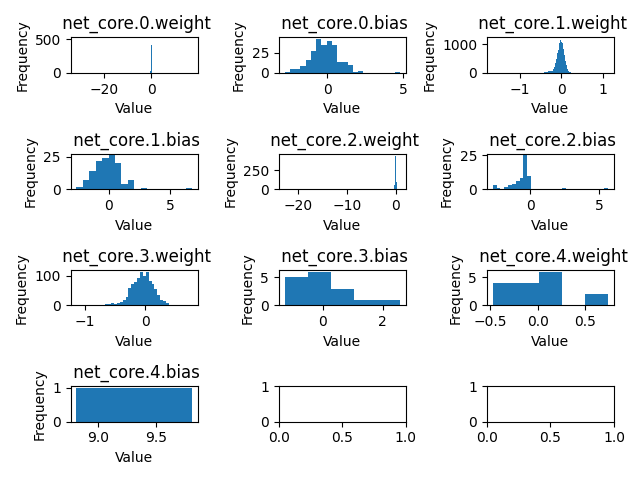 net_core.0.weight
net_core.0.bias
net_core.1.weight
Frequency
500
0
−20
0
Value
Frequency
25
0
0
5
Value
Frequency
1000
0
−1
0
1
Value
net_core.1.bias
net_core.2.weight
net_core.2.bias
Frequency
25
0
0
5
Value
Frequency
250
0
−20
−10
0
Value
Frequency
25
0
0
5
Value
net_core.3.weight
net_core.3.bias
net_core.4.weight
Frequency
100
0
−1
0
Value
Frequency
5
0
0
2
Value
Frequency
5
0
−0.5
0.0
0.5
Value
net_core.4.bias
Frequency
1
0
9.0
9.5
Value
1
0
0.0
0.5
1.0
1
0
0.0
0.5
1.0